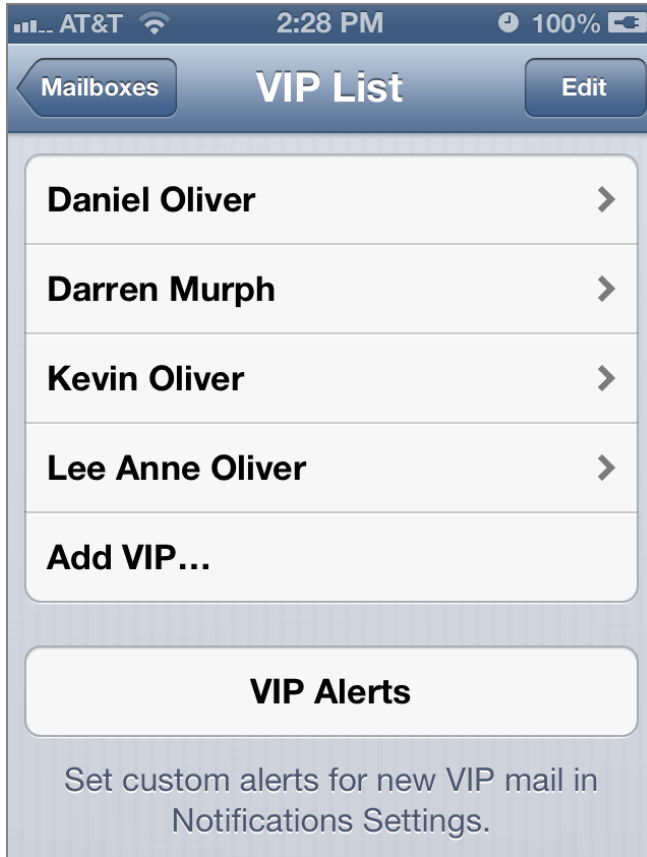 AT&T 2:28 PM 100%
Mailboxes VIP List Edit
Daniel Oliver
Darren Murph
Kevin Oliver
Lee Anne Oliver
Add VIP...
VIP Alerts
Set custom alerts for new VIP mail in
Notifications Settings.